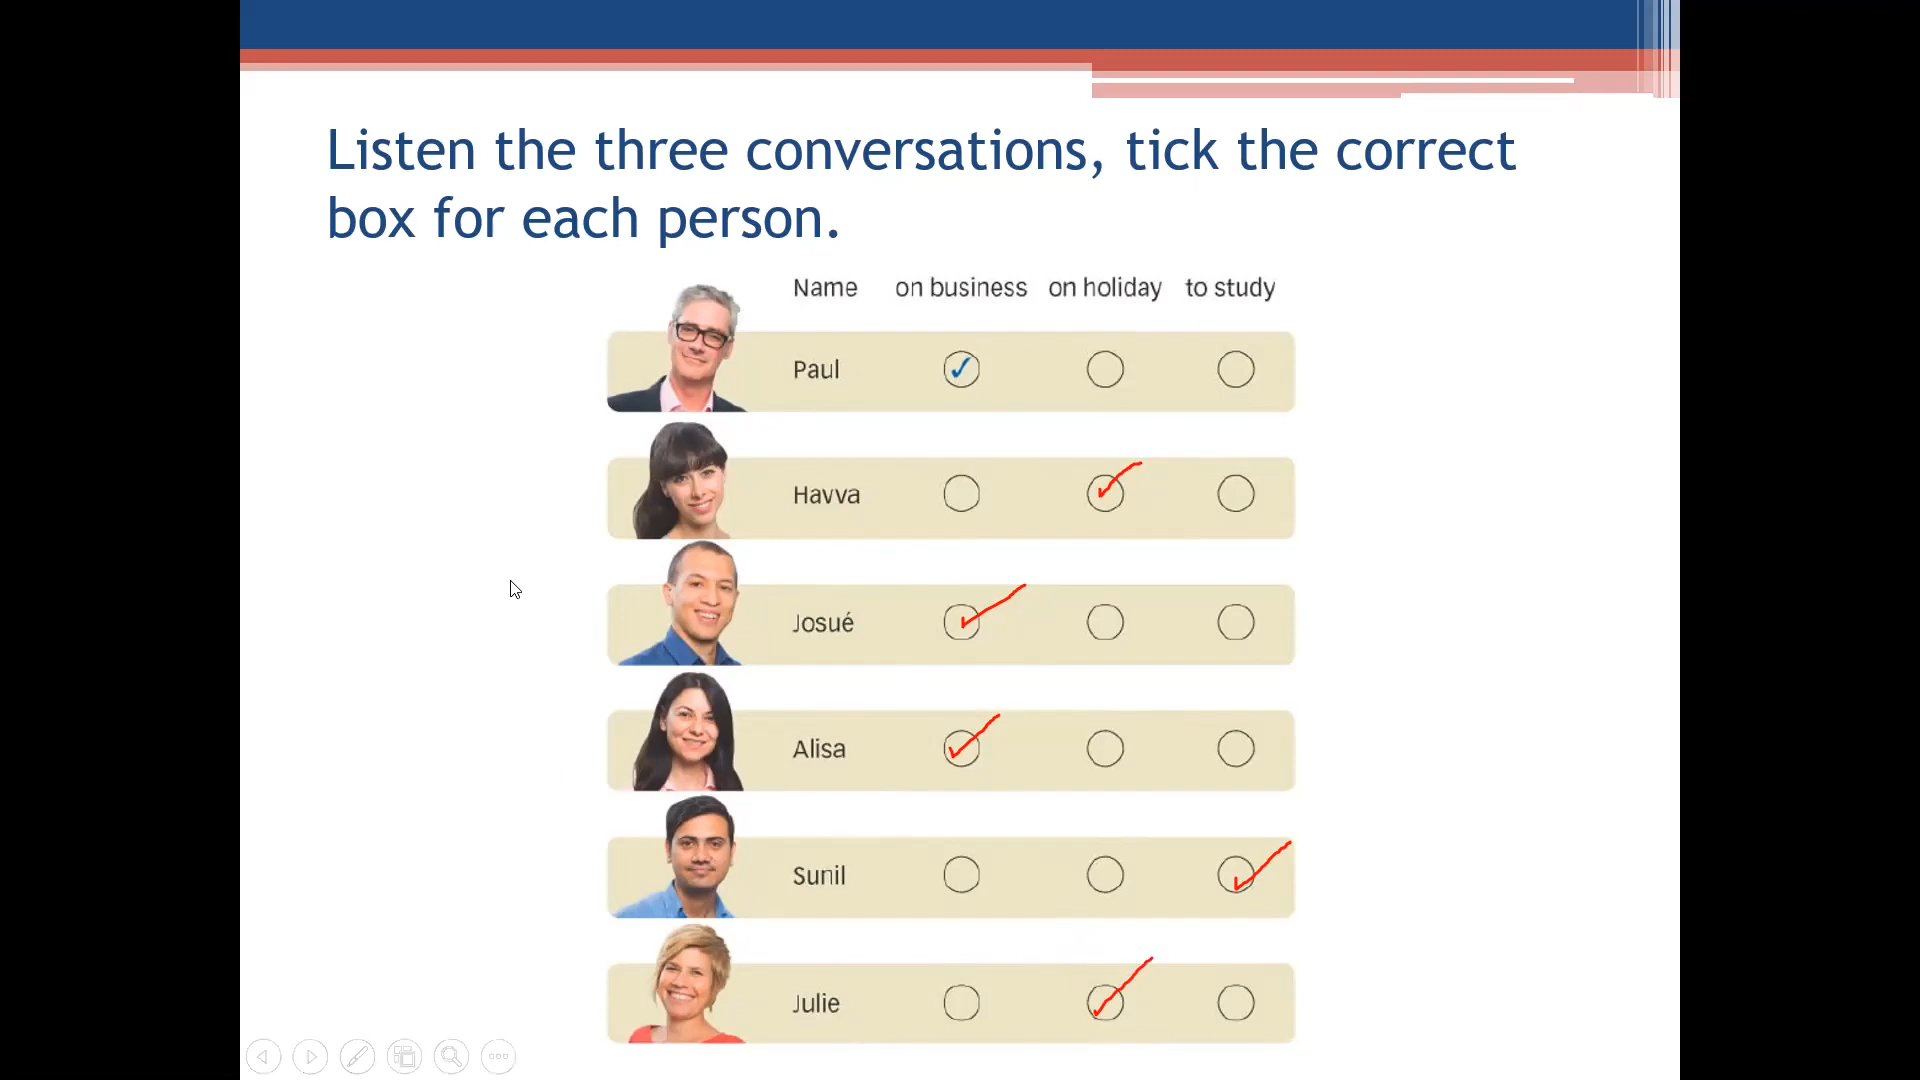 Listen the three conversations, tick the correct
box for each person.
Name on business on holiday to study
Paul
Havva
Josué
Alisa
Sunil
Julie